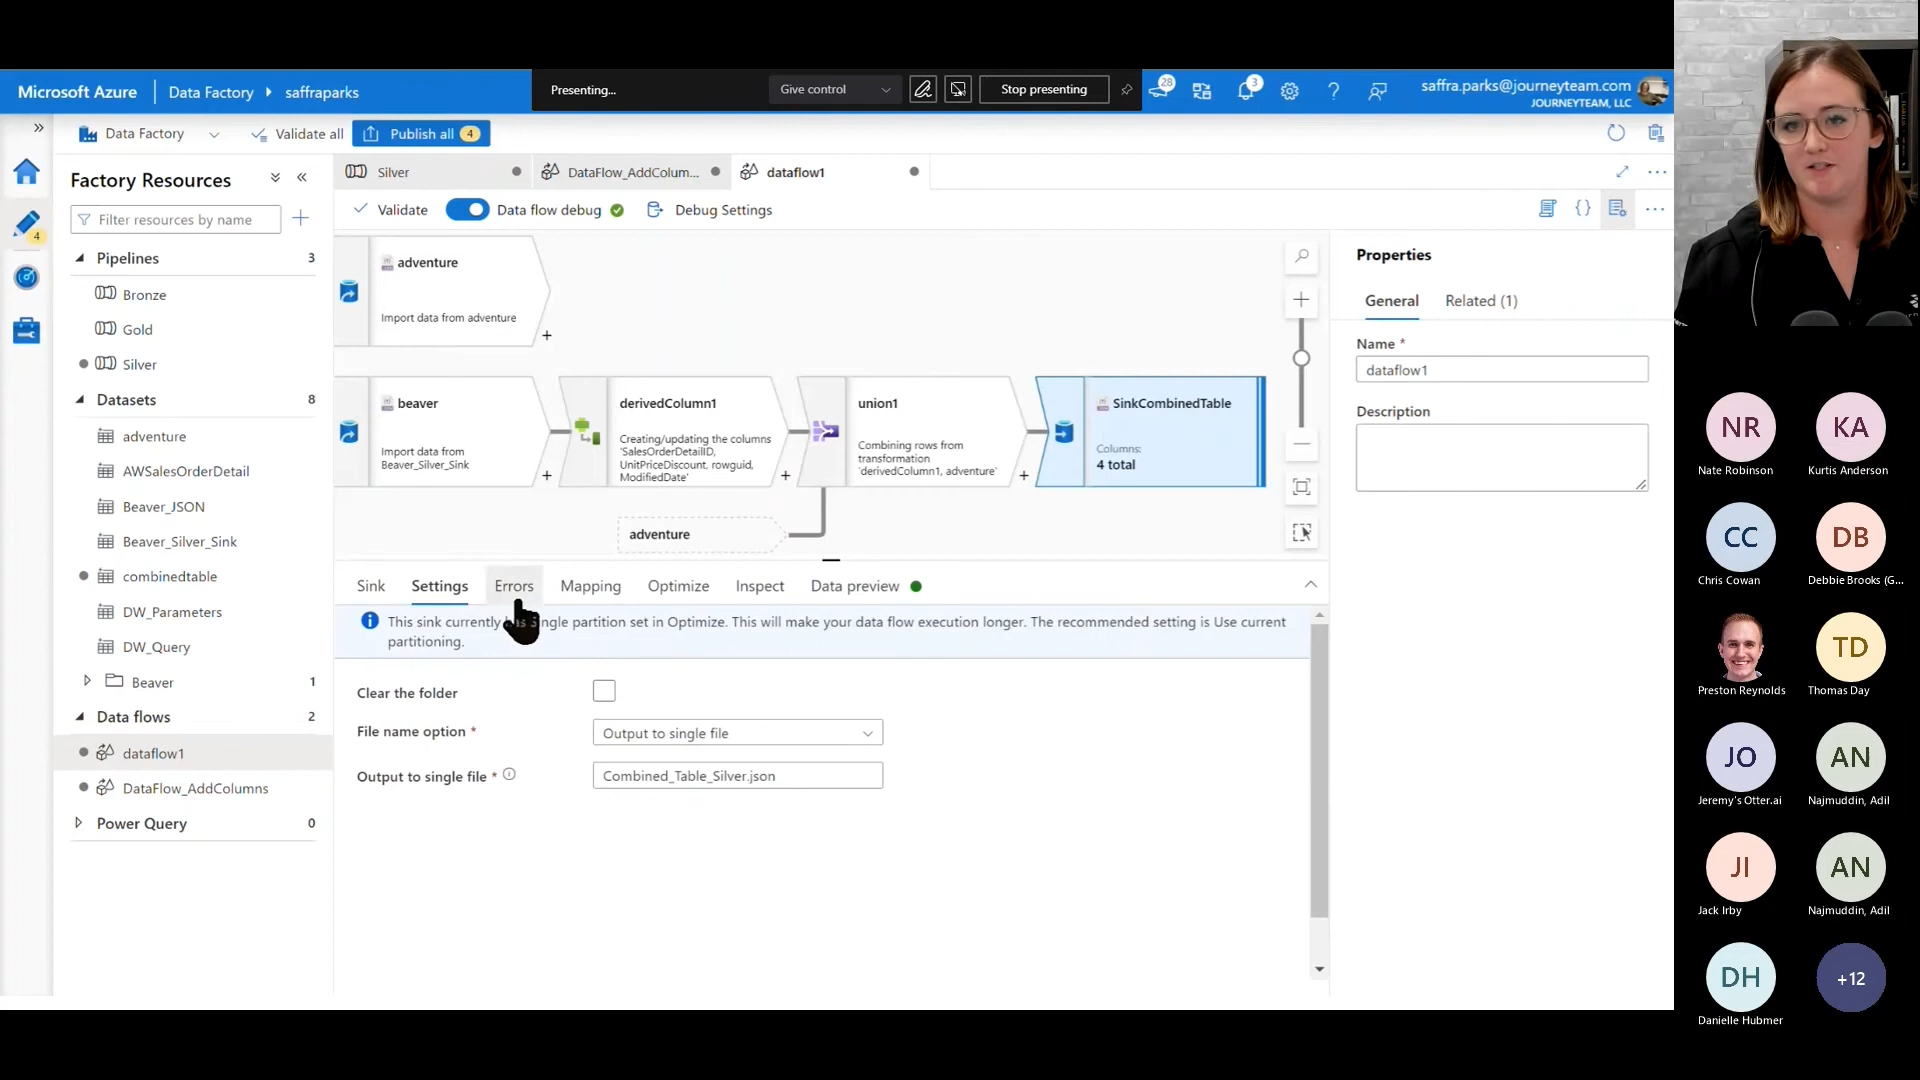 Microsoft Azure
Data Factory
saffraparks
Presenting...
Give control
Stop presenting
28
3
saffra.parks@journeyteam.com
JOURNEYTEAM, LLC
Data Factory
Validate all
Publish all 4
4
Factory Resources
Filter resources by name
Pipelines 3
Bronze
Gold
Silver
Datasets 8
adventure
AWSalesOrderDetail
Beaver_JSON
Beaver_Silver_Sink
combinedtable
DW_Parameters
DW_Query
Beaver 1
Data flows 2
dataflow1
DataFlow_AddColumns
Power Query 0
Silver
DataFlow_AddColum...
dataflow1
Validate
Data flow debug
Debug Settings
adventure
Import data from adventure
beaver
Import data from
Beaver_Silver_Sink
derivedColumn1
Creating/updating the columns
'SalesOrderDetailID,
UnitPriceDiscount, rowguid,
ModifiedDate'
union1
Combining rows from
transformation
'derivedColumn1, adventure'
SinkCombinedTable
Columns:
4 total
adventure
Sink
Settings
Errors
Mapping
Optimize
Inspect
Data preview
This sink currently single partition set in Optimize. This will make your data flow execution longer. The recommended setting is Use current
partitioning.
Clear the folder
File name option *
Output to single file
Output to single file *
Combined_Table_Silver.json
Properties
General
Related (1)
Name *
dataflow1
Description
NR
Nate Robinson
KA
Kurtis Anderson
CC
Chris Cowan
DB
Debbie Brooks (G...
Preston Reynolds
TD
Thomas Day
JO
Jeremy's Otter.ai
AN
Najmuddin, Adil
JI
Jack Irby
AN
Najmuddin, Adil
DH
Danielle Hubmer
+12